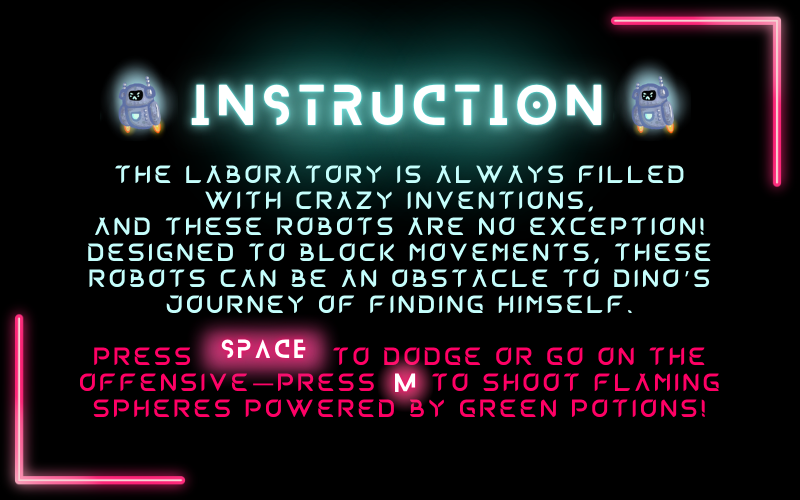 INSTRUCTION
THE LABORATORY IS ALWAYS FILLED
WITH CRAZY INVENTIONS,
AND THESE ROBOTS ARE NO EXCEPTION!
DESIGNED TO BLOCK MOVEMENTS, THESE
ROBOTS CAN BE AN OBSTACLE TO DINO'S
JOURNEY OF FINDING HIMSELF.
PRESS SPACE TO DODGE OR GO ON THE
OFFENSIVE—PRESS M TO SHOOT FLAMING
SPHERES POWERED BY GREEN POTIONS!